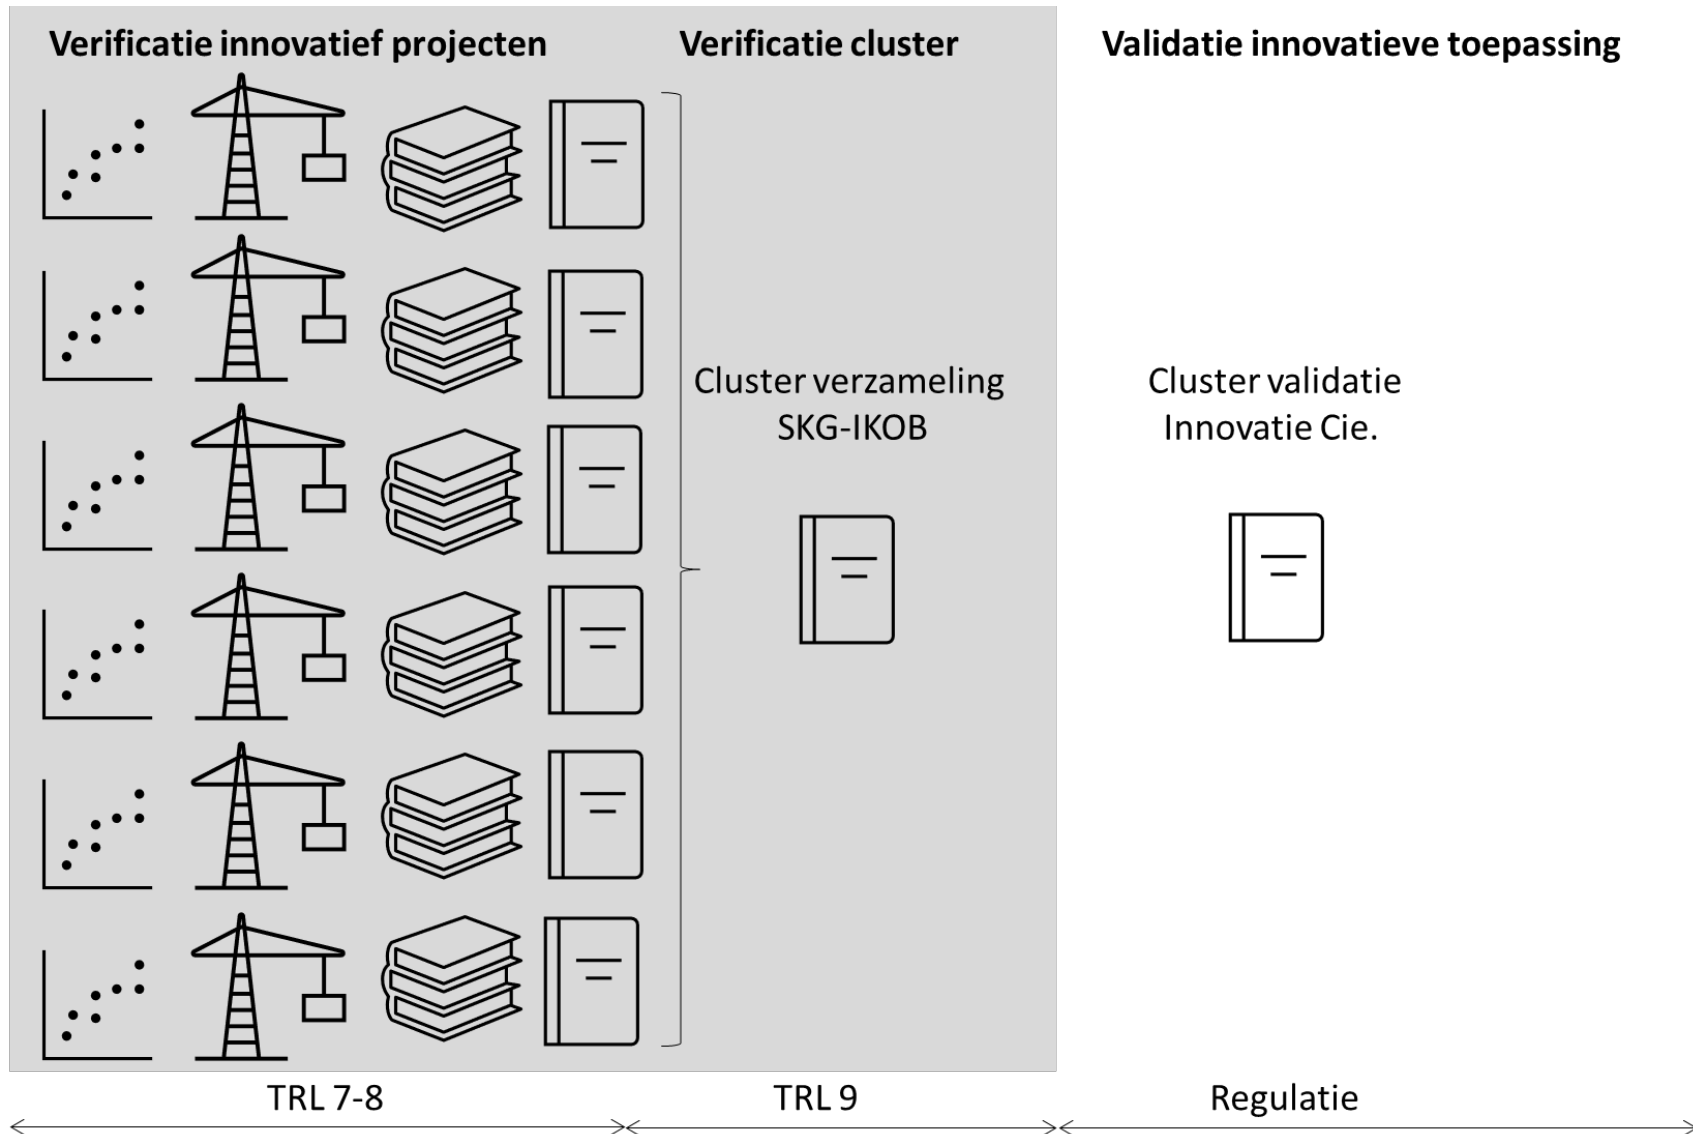 Verificatie innovatief projecten
Verificatie cluster
Validatie innovatieve toepassing
Cluster verzameling
SKG-IKOB
Cluster validatie
Innovatie Cie.
TRL 7-8
TRL 9
Regulatie